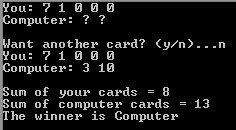 You: 7 1 0 0 0
Computer: ? ?
Want another card? (y/n)...n
You: 7 1 0 0 0
Computer: 3 10
Sum of your cards = 8
Sum of computer cards = 13
The winner is Computer